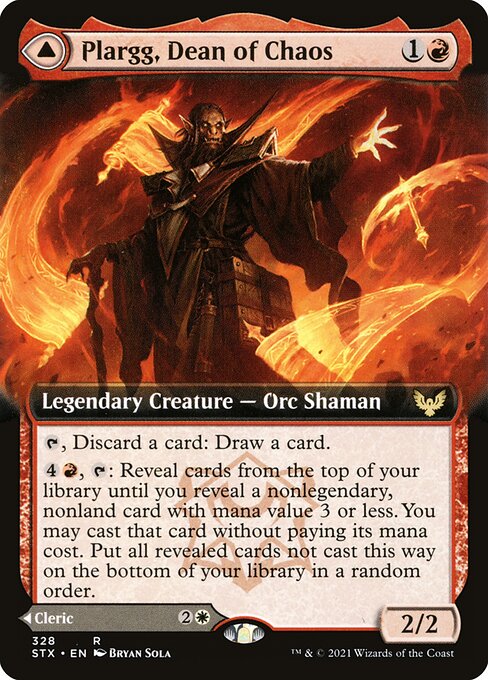 Plargg, Dean of Chaos 1
Legendary Creature — Orc Shaman
, Discard a card: Draw a card.
4 , : Reveal cards from the top of your
library until you reveal a nonlegendary,
nonland card with mana value 3 or less. You
may cast that card without paying its mana
cost. Put all revealed cards not cast this way
on the bottom of your library in a random
order.
Cleric 2
2/2
328 R
STX • EN BRYAN SOLA
™ & © 2021 Wizards of the Coast